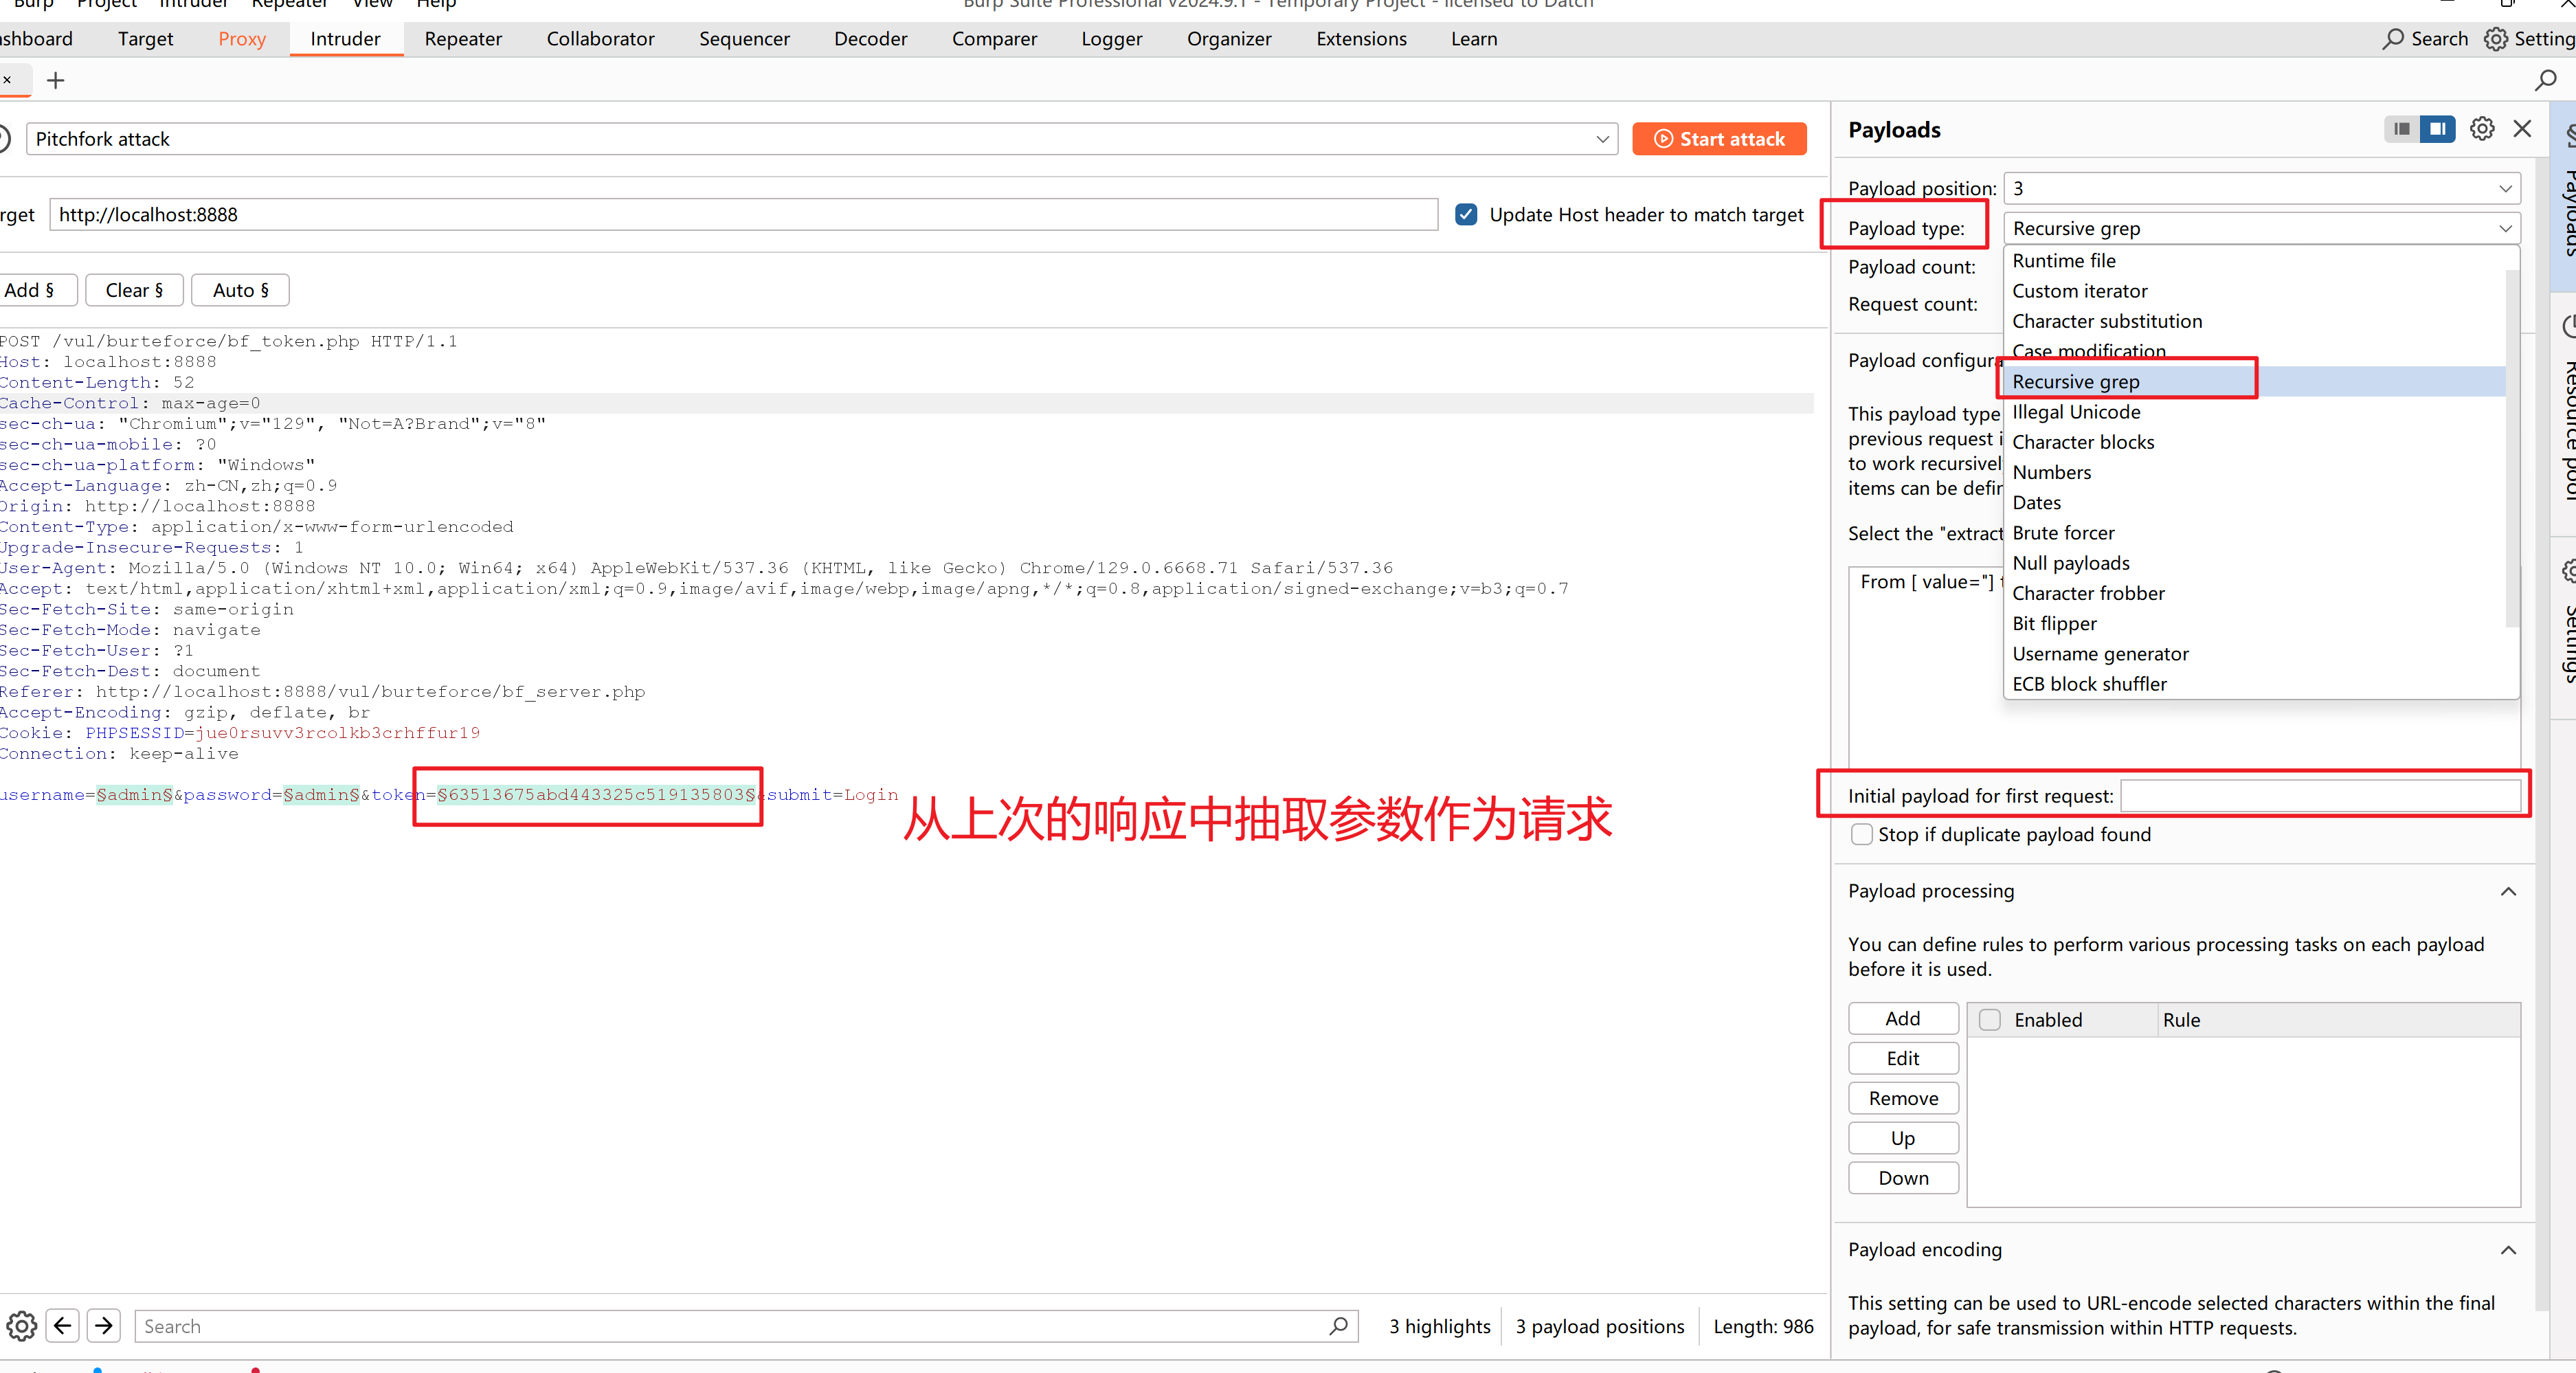 Burp Project Intruder Repeater View Help
Burp Suite Professional v2024.9.1 - Temporary Project - licensed to Datch
shboard Target Proxy Intruder Repeater Collaborator Sequencer Decoder Comparer Logger Organizer Extensions Learn Search Setting
× +
Pitchfork attack
Start attack
rget http://localhost:8888
Update Host header to match target
Add § Clear § Auto §
POST /vul/burteforce/bf_token.php HTTP/1.1
Host: localhost:8888
Content-Length: 52
Cache-Control: max-age=0
sec-ch-ua: "Chromium";v="129", "Not=A?Brand";v="8"
sec-ch-ua-mobile: ?0
sec-ch-ua-platform: "Windows"
Accept-Language: zh-CN,zh;q=0.9
Origin: http://localhost:8888
Content-Type: application/x-www-form-urlencoded
Upgrade-Insecure-Requests: 1
User-Agent: Mozilla/5.0 (Windows NT 10.0; Win64; x64) AppleWebKit/537.36 (KHTML, like Gecko) Chrome/129.0.6668.71 Safari/537.36
Accept: text/html,application/xhtml+xml,application/xml;q=0.9,image/avif,image/webp,image/apng,*/*;q=0.8,application/signed-exchange;v=b3;q=0.7
Sec-Fetch-Site: same-origin
Sec-Fetch-Mode: navigate
Sec-Fetch-User: ?1
Sec-Fetch-Dest: document
Referer: http://localhost:8888/vul/burteforce/bf_server.php
Accept-Encoding: gzip, deflate, br
Cookie: PHPSESSID=jue0rsuvv3rcolkb3crhffur19
Connection: keep-alive
username=§admin§&password=§admin§&token=§63513675abd443325c519135803§&submit=Login
从上次的响应中抽取参数作为请求
Search
3 highlights
3 payload positions
Length: 986
Payloads
Payload position: 3
Payload type: Recursive grep
Payload count:
Request count:
Runtime file
Custom iterator
Character substitution
Case modification
Recursive grep
Illegal Unicode
Character blocks
Numbers
Dates
Brute forcer
Null payloads
Character frobber
Bit flipper
Username generator
ECB block shuffler
Payload configura
This payload type
previous request i
to work recursivel
items can be defin
Select the "extract
From [ value="] t
Initial payload for first request:
Stop if duplicate payload found
Payload processing
You can define rules to perform various processing tasks on each payload
before it is used.
Add
Edit
Remove
Up
Down
Enabled Rule
Payload encoding
This setting can be used to URL-encode selected characters within the final
payload, for safe transmission within HTTP requests.
Payloads
Resource pool
Settings